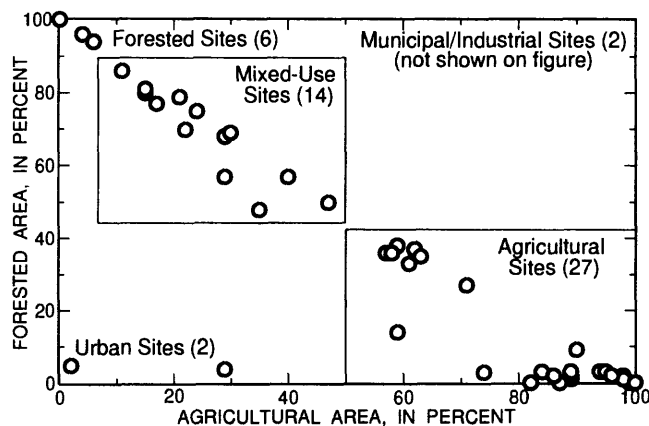 100
80
60
40
20
0
FORESTED AREA, IN PERCENT
Forested Sites (6)
Municipal/Industrial Sites (2)
(not shown on figure)
Mixed-Use
Sites (14)
Agricultural
Sites (27)
Urban Sites (2)
0
20
40
60
80
100
AGRICULTURAL AREA, IN PERCENT